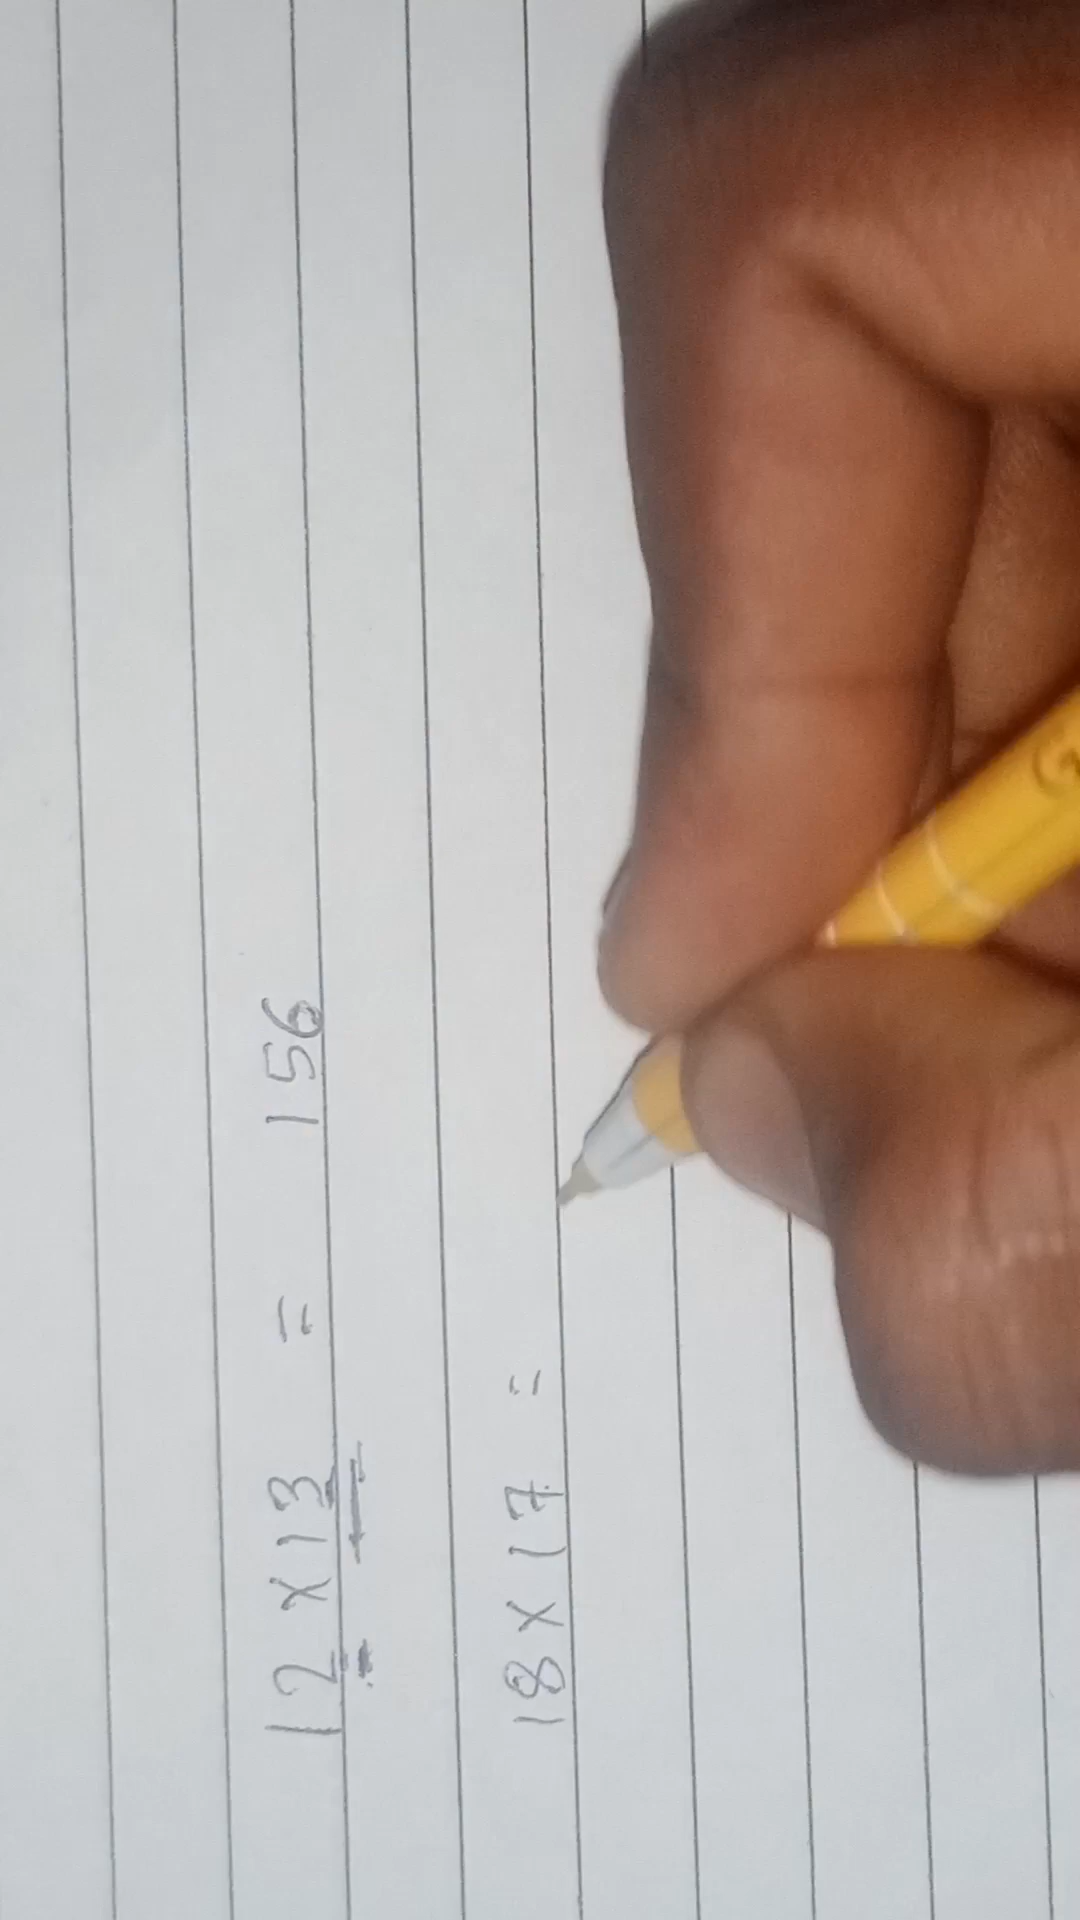 12 x 13 = 156
18 x 17 =